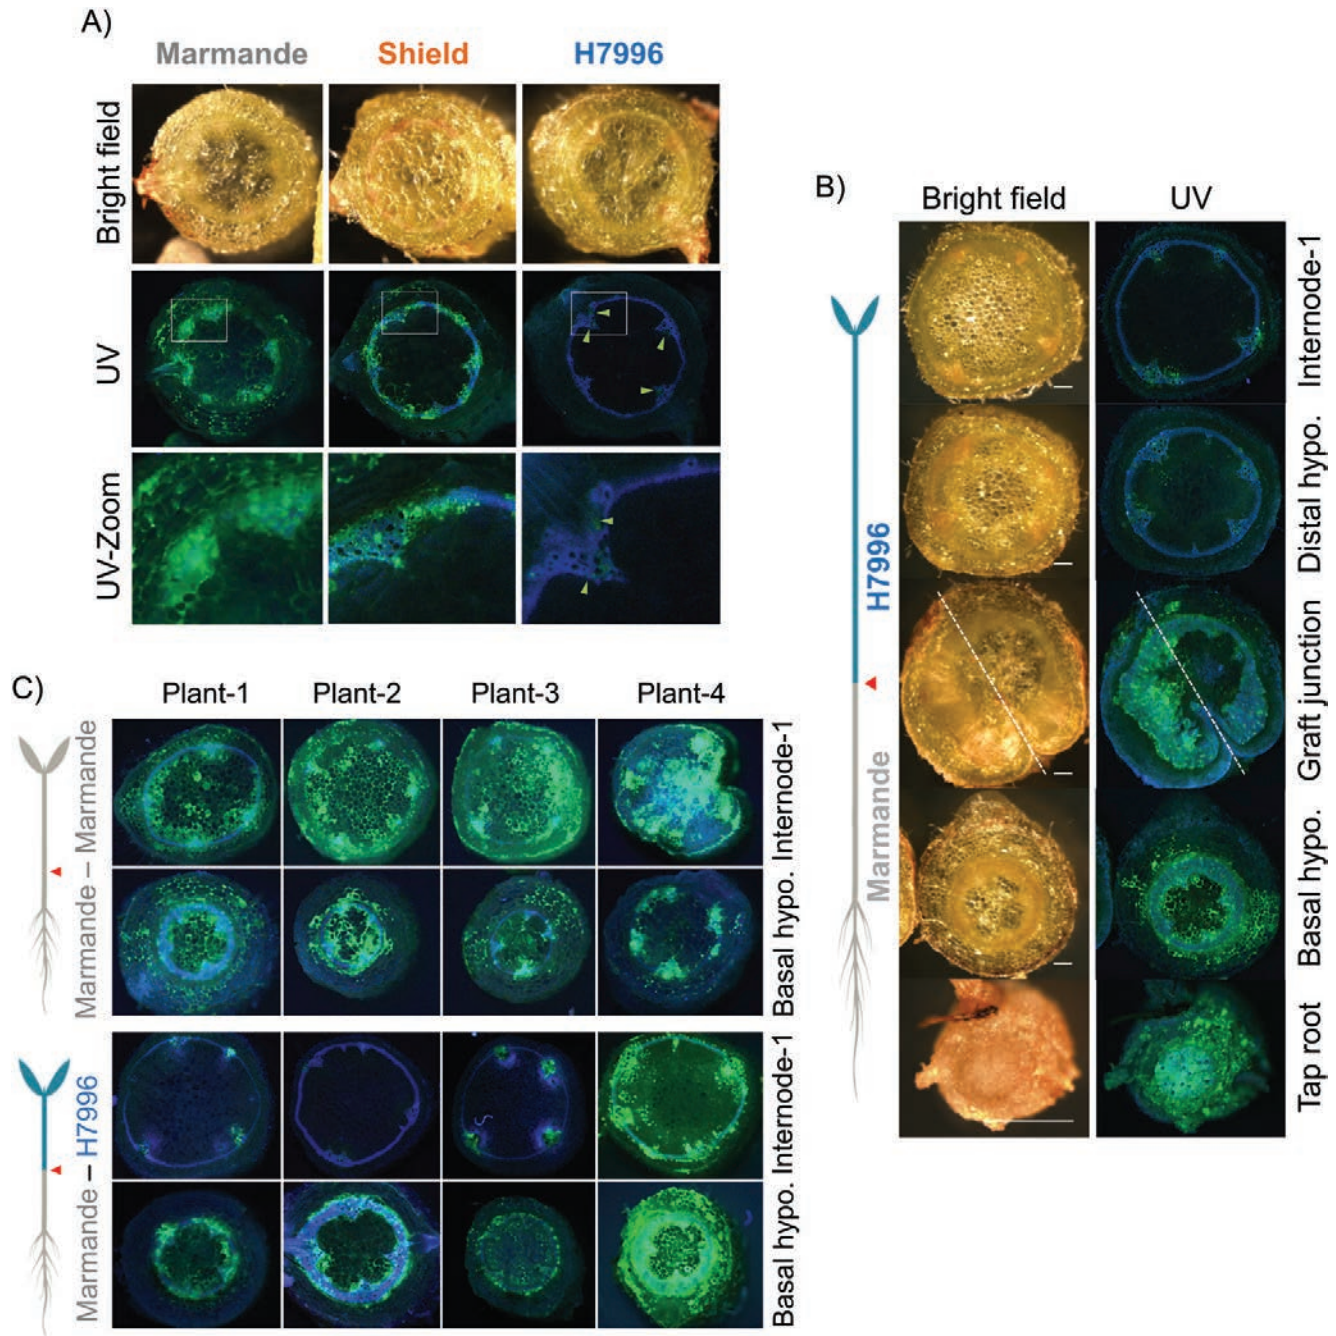 A)
Marmande Shield H7996
Bright field
UV
UV-Zoom
B)
Bright field UV
Internode-1
Distal hypo.
Graft junction
Basal hypo.
Tap root
H7996
Marmande
C)
Plant-1 Plant-2 Plant-3 Plant-4
Marmande – Marmande
Internode-1
Basal hypo.
Marmande – H7996
Internode-1
Basal hypo.